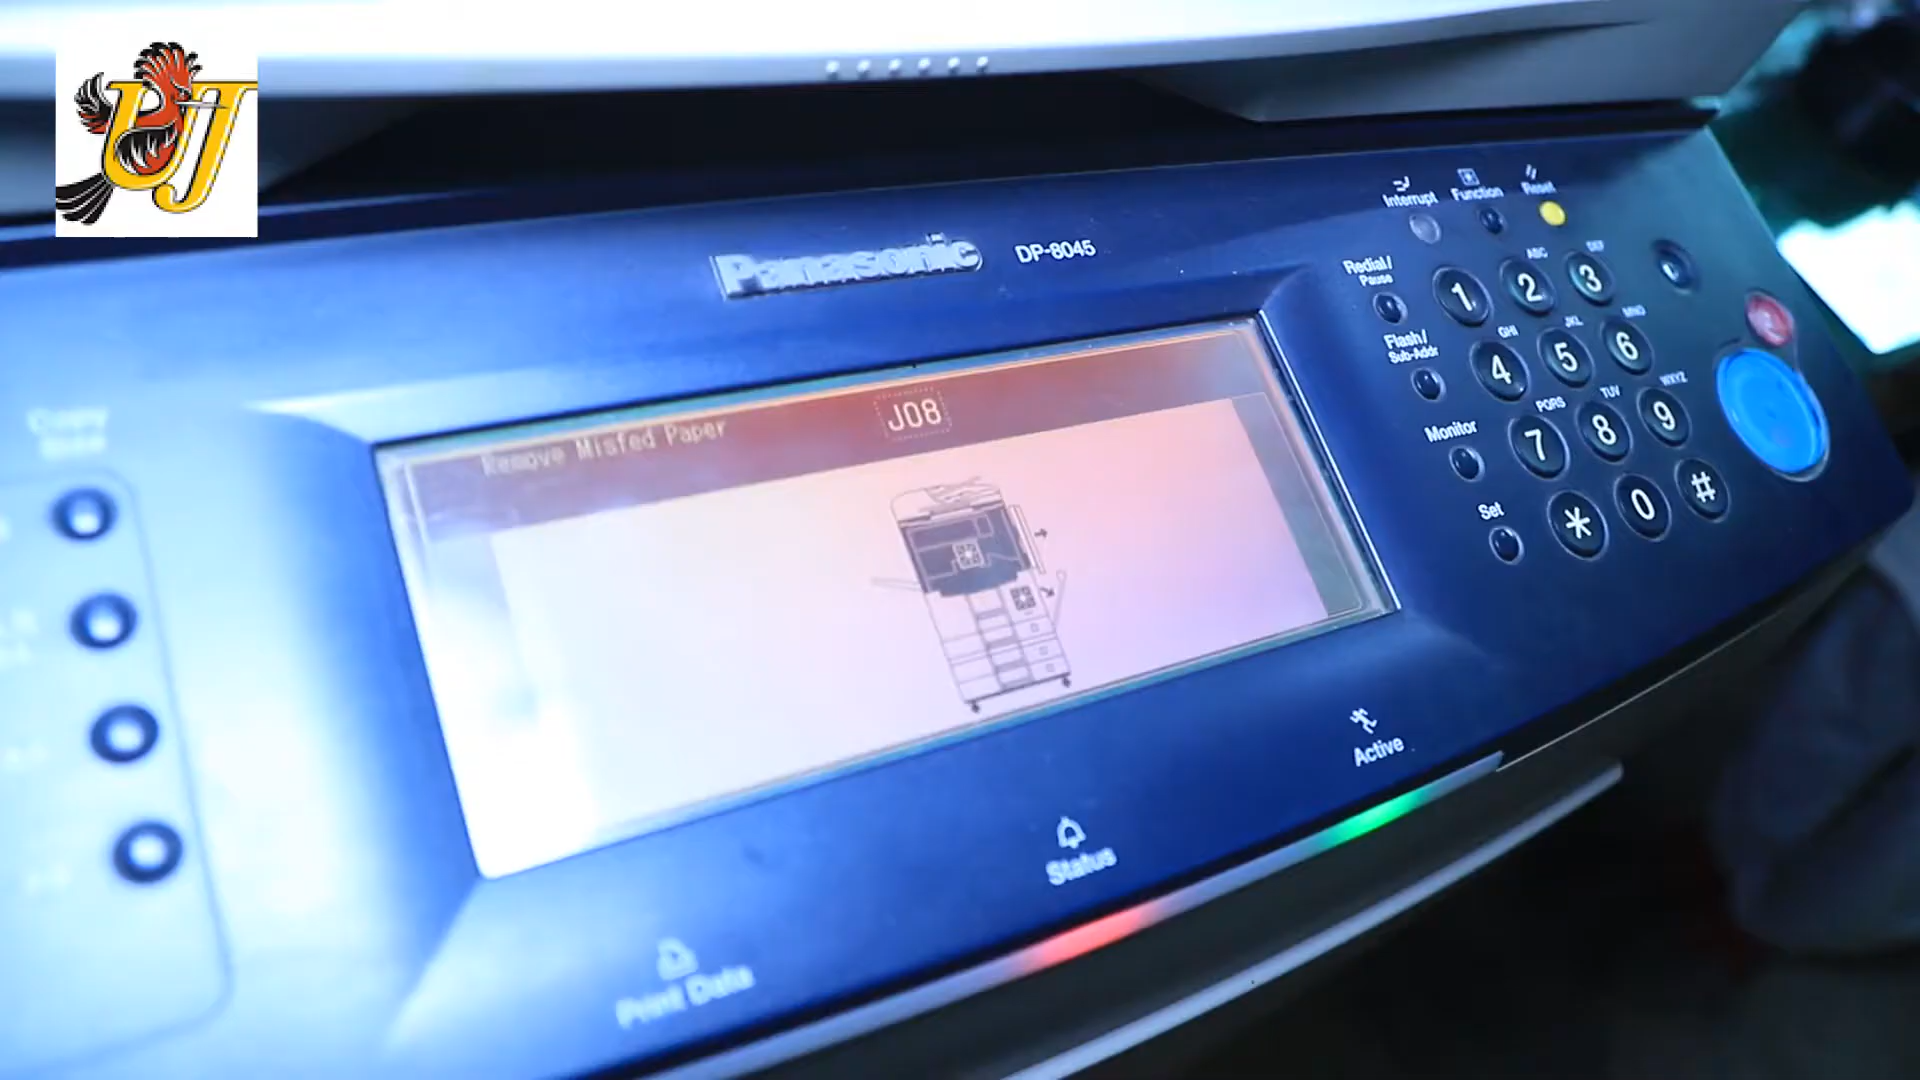 UJ
Panasonic DP-8045
Interrupt Function Reset
Redial/
Pause
Flash/
Sub-Addr
Monitor
Set
1 ABC 2 DEF 3
GHI 4 JKL 5 MNO 6
PQRS 7 TUV 8 WXYZ 9
* 0 #
Copy
Remove Misfed Paper J08
Active
Status
Print Data